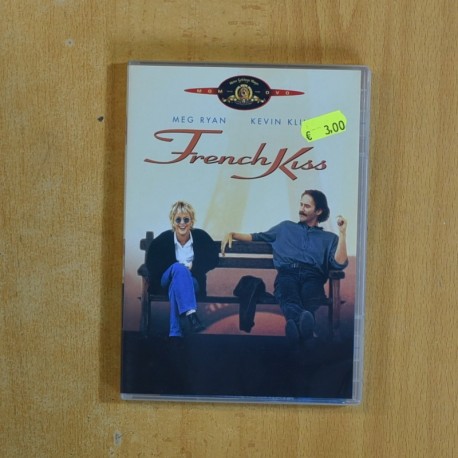 MGM DVD
MEG RYAN KEVIN KLI
€ 3,00
French Kiss